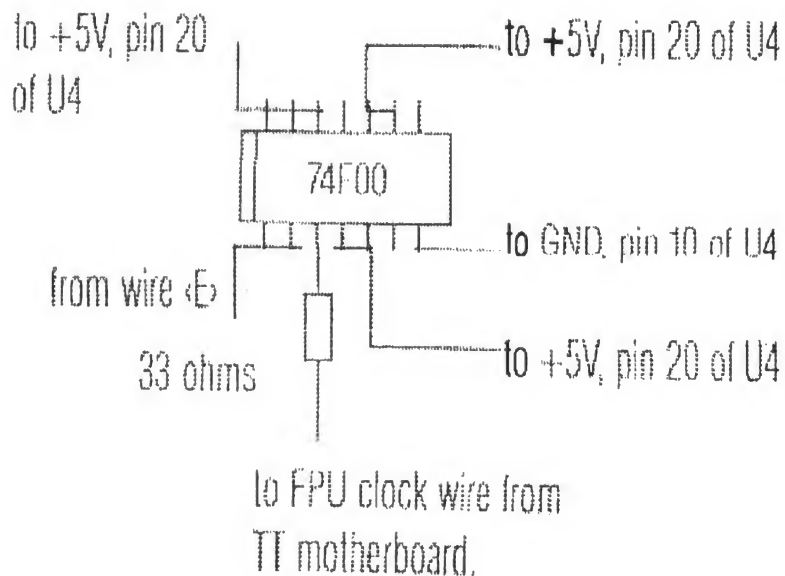 to +5V, pin 20
of U4
to +5V, pin 20 of U4
74F00
to GND, pin 10 of U4
from wire <E>
33 ohms
to +5V, pin 20 of U4
to FPU clock wire from
TT motherboard.